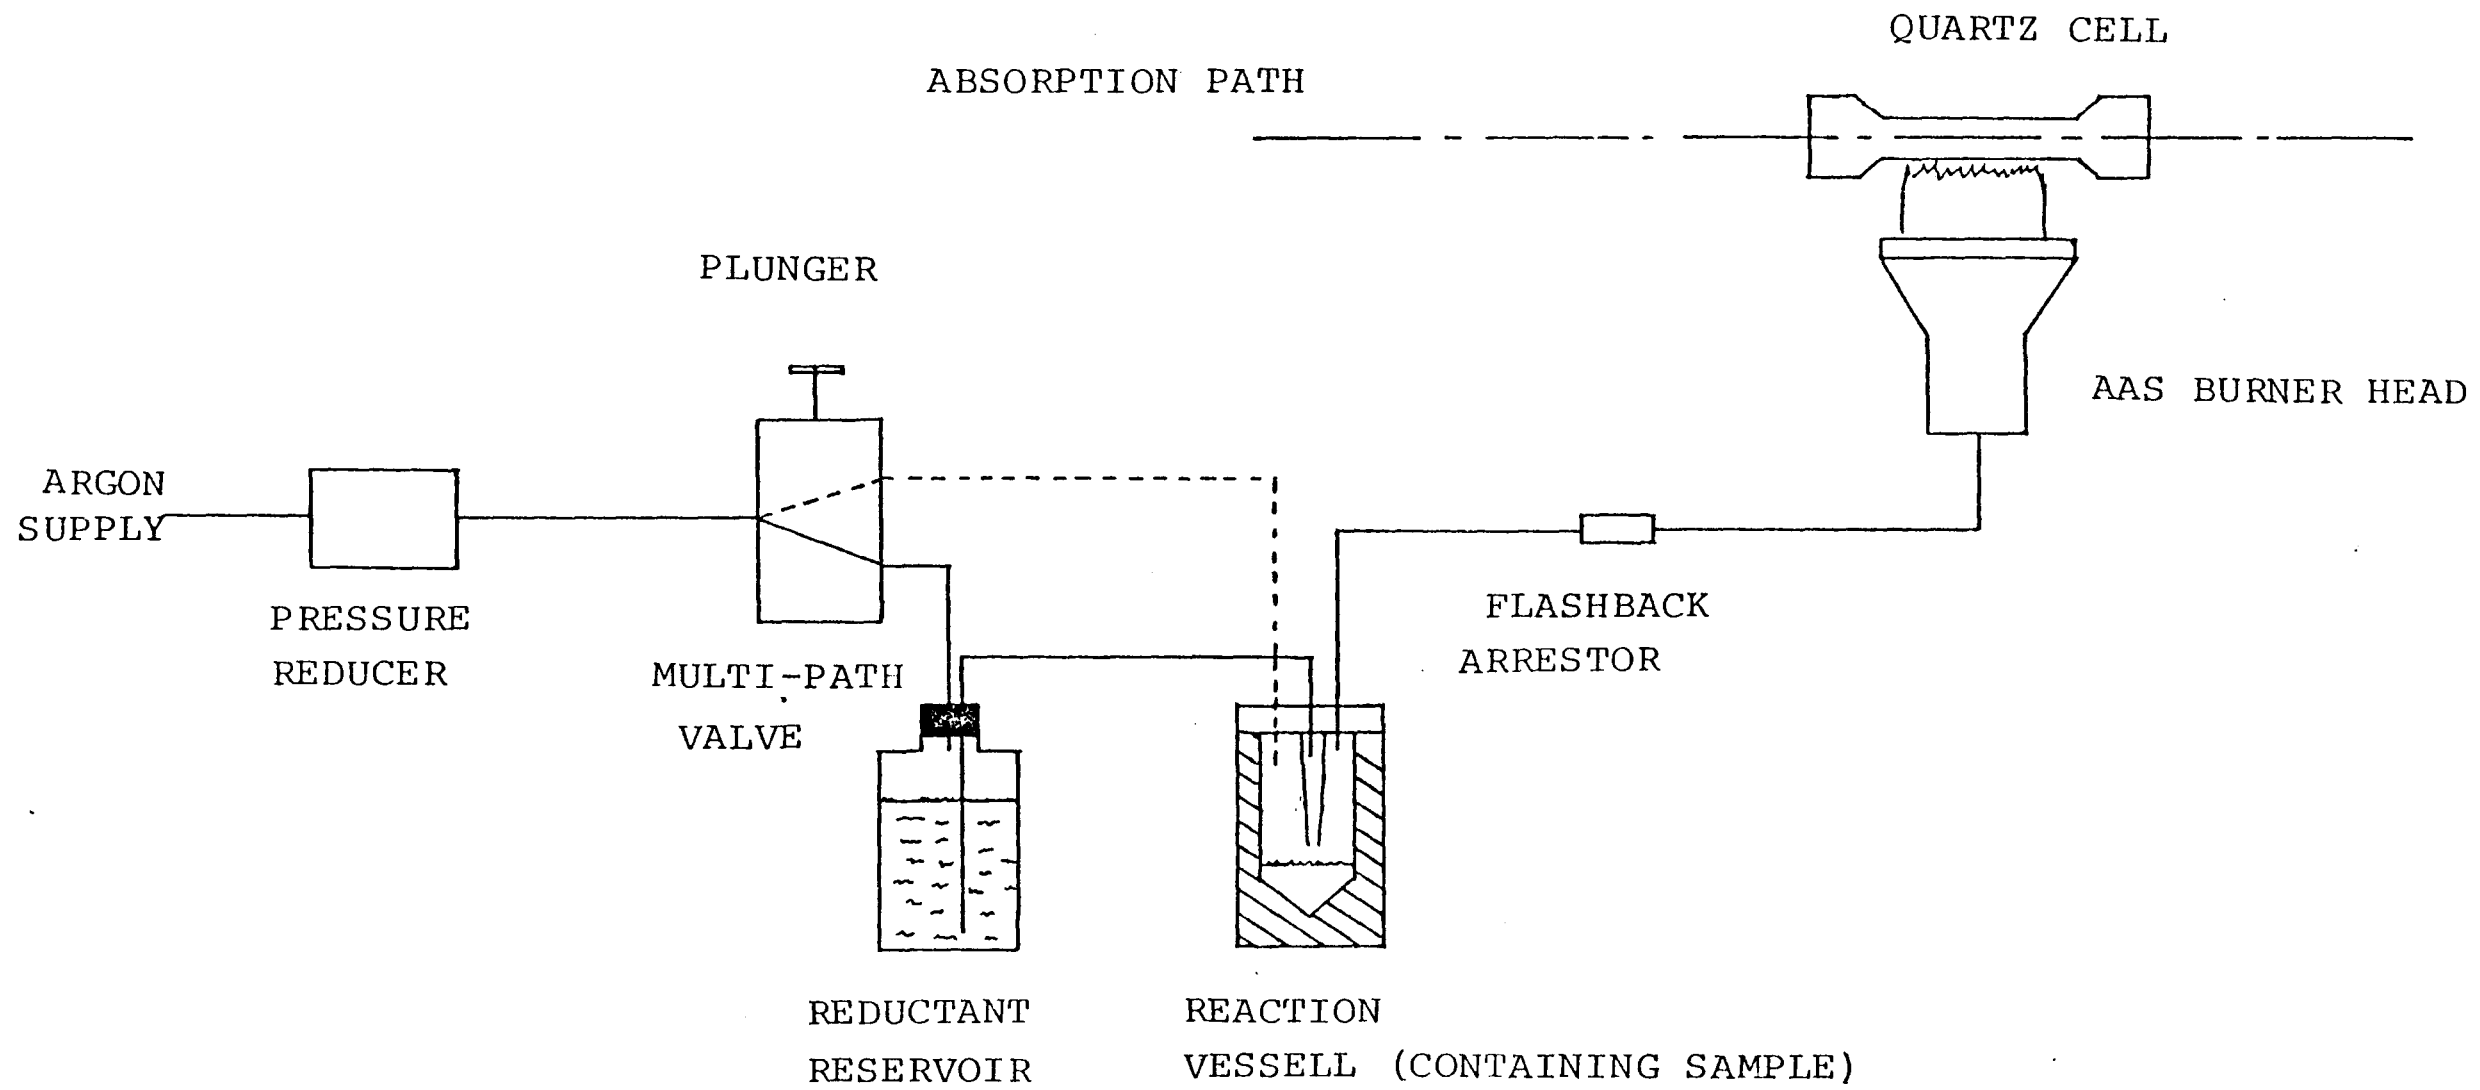 QUARTZ CELL
ABSORPTION PATH
PLUNGER
AAS BURNER HEAD
ARGON
SUPPLY
PRESSURE
REDUCER
MULTI-PATH
VALVE
FLASHBACK
ARRESTOR
REDUCTANT
RESERVOIR
REACTION
VESSELL (CONTAINING SAMPLE)